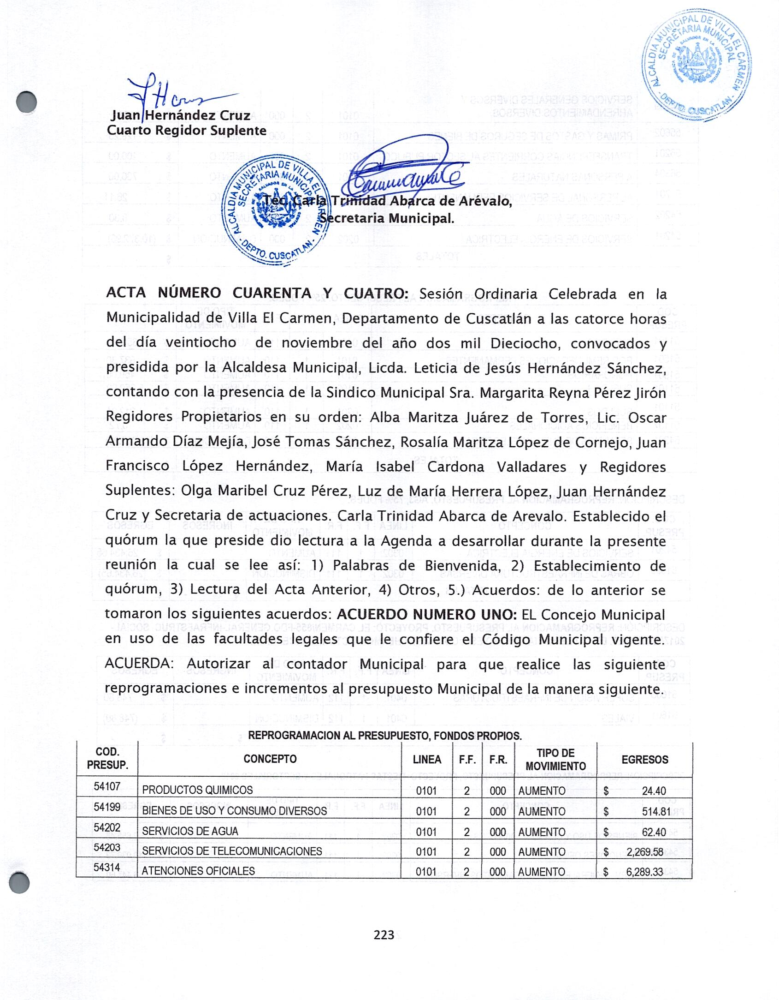 ALCALDIA MUNICIPAL DE VILLA EL CARMEN
SECRETARIA MUNICIPAL
REPUBLICA DE EL SALVADOR EN LA AMERICA CENTRAL
- DEPTO. CUSCATLAN -
Juan Hernández Cruz
Cuarto Regidor Suplente
ALCALDIA MUNICIPAL DE VILLA EL CARMEN
SECRETARIA MUNICIPAL
- DEPTO. CUSCATLAN -
Tec. Carla Trinidad Abarca de Arévalo,
Secretaria Municipal.
ACTA NÚMERO CUARENTA Y CUATRO: Sesión Ordinaria Celebrada en la
Municipalidad de Villa El Carmen, Departamento de Cuscatlán a las catorce horas
del día veintiocho de noviembre del año dos mil Dieciocho, convocados y
presidida por la Alcaldesa Municipal, Licda. Leticia de Jesús Hernández Sánchez,
contando con la presencia de la Sindico Municipal Sra. Margarita Reyna Pérez Jirón
Regidores Propietarios en su orden: Alba Maritza Juárez de Torres, Lic. Oscar
Armando Díaz Mejía, José Tomas Sánchez, Rosalía Maritza López de Cornejo, Juan
Francisco López Hernández, María Isabel Cardona Valladares y Regidores
Suplentes: Olga Maribel Cruz Pérez, Luz de María Herrera López, Juan Hernández
Cruz y Secretaria de actuaciones. Carla Trinidad Abarca de Arevalo. Establecido el
quórum la que preside dio lectura a la Agenda a desarrollar durante la presente
reunión la cual se lee así: 1) Palabras de Bienvenida, 2) Establecimiento de
quórum, 3) Lectura del Acta Anterior, 4) Otros, 5.) Acuerdos: de lo anterior se
tomaron los siguientes acuerdos: ACUERDO NUMERO UNO: EL Concejo Municipal
en uso de las facultades legales que le confiere el Código Municipal vigente.
ACUERDA: Autorizar al contador Municipal para que realice las siguiente
reprogramaciones e incrementos al presupuesto Municipal de la manera siguiente.
REPROGRAMACION AL PRESUPUESTO, FONDOS PROPIOS.
COD. PRESUP. CONCEPTO LINEA F.F. F.R. TIPO DE MOVIMIENTO EGRESOS
54107 PRODUCTOS QUIMICOS 0101 2 000 AUMENTO $ 24.40
54199 BIENES DE USO Y CONSUMO DIVERSOS 0101 2 000 AUMENTO $ 514.81
54202 SERVICIOS DE AGUA 0101 2 000 AUMENTO $ 62.40
54203 SERVICIOS DE TELECOMUNICACIONES 0101 2 000 AUMENTO $ 2,269.58
54314 ATENCIONES OFICIALES 0101 2 000 AUMENTO $ 6,289.33
223